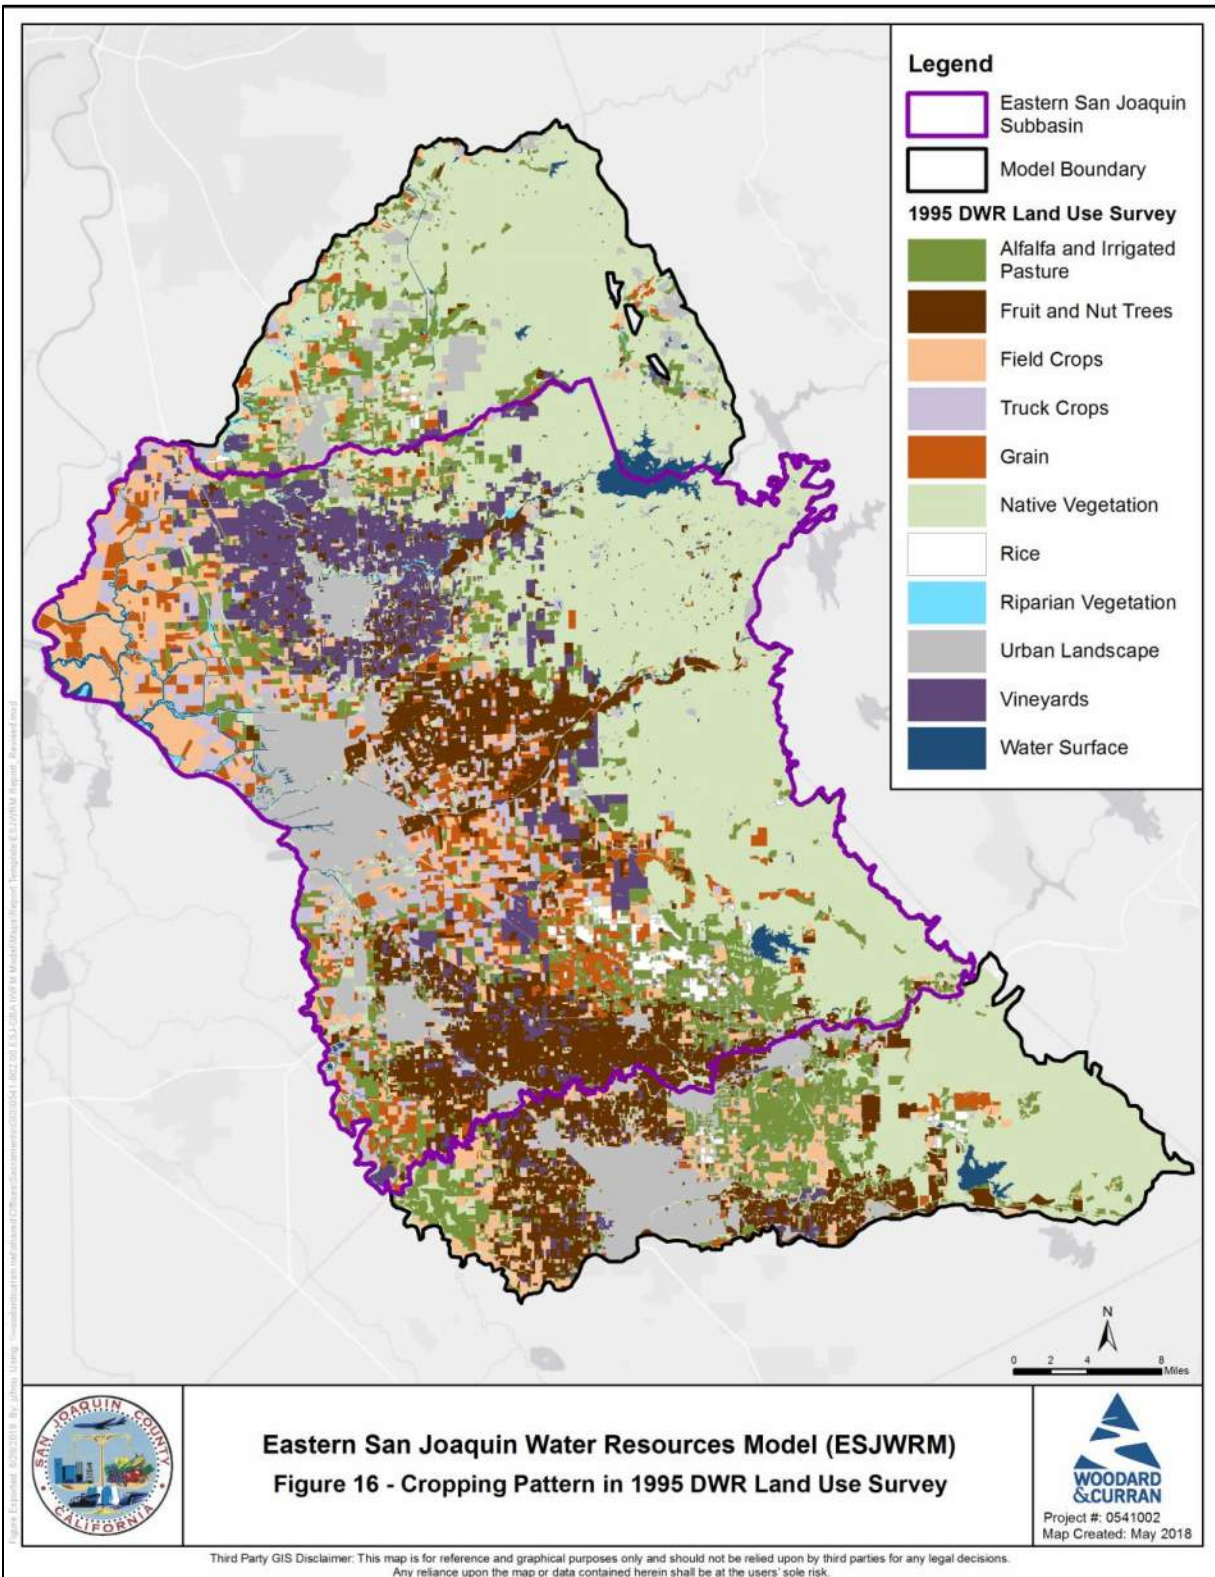 Legend
Eastern San Joaquin
Subbasin
Model Boundary
1995 DWR Land Use Survey
Alfalfa and Irrigated
Pasture
Fruit and Nut Trees
Field Crops
Truck Crops
Grain
Native Vegetation
Rice
Riparian Vegetation
Urban Landscape
Vineyards
Water Surface
N
0 2 4 8
Miles
SAN JOAQUIN COUNTY
CALIFORNIA
Eastern San Joaquin Water Resources Model (ESJWRM)
Figure 16 - Cropping Pattern in 1995 DWR Land Use Survey
WOODARD
&CURRAN
Project #: 0541002
Map Created: May 2018
Third Party GIS Disclaimer: This map is for reference and graphical purposes only and should not be relied upon by third parties for any legal decisions.
Any reliance upon the map or data contained herein shall be at the users' sole risk.